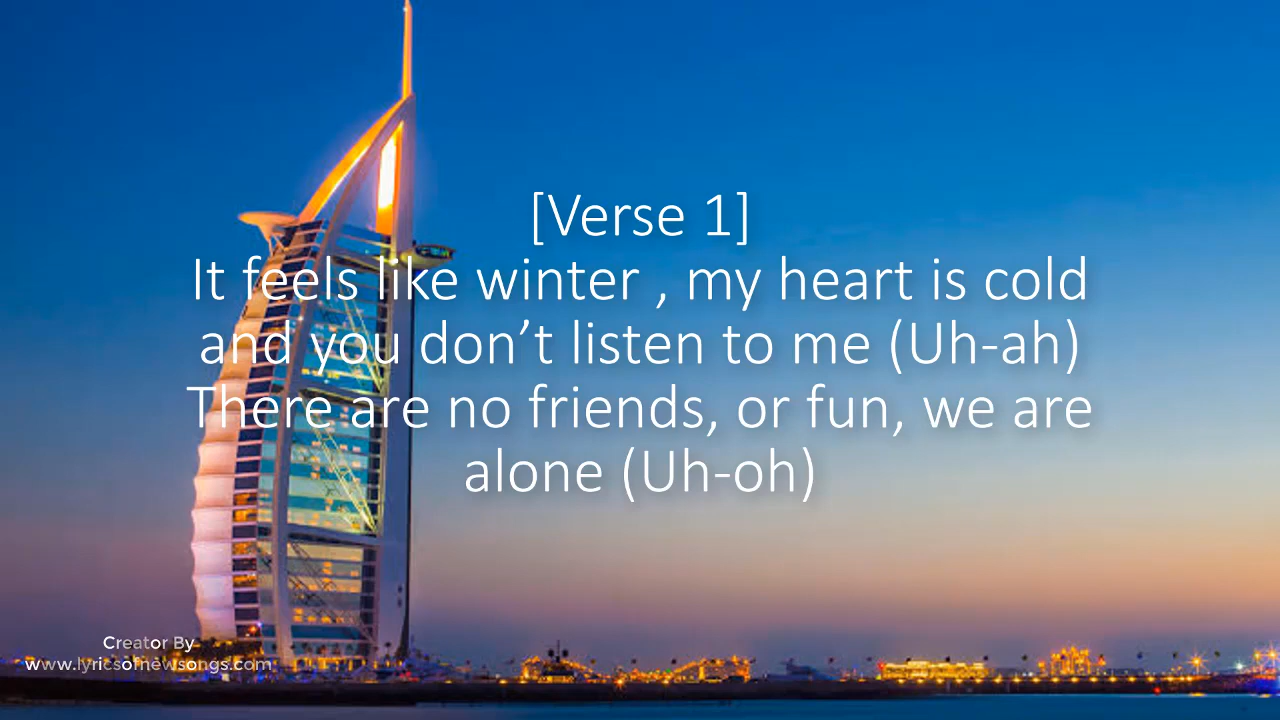 [Verse 1]
It feels like winter , my heart is cold
and you don’t listen to me (Uh-ah)
There are no friends, or fun, we are
alone (Uh-oh)
Creator By
www.lyricsofnewsongs.com